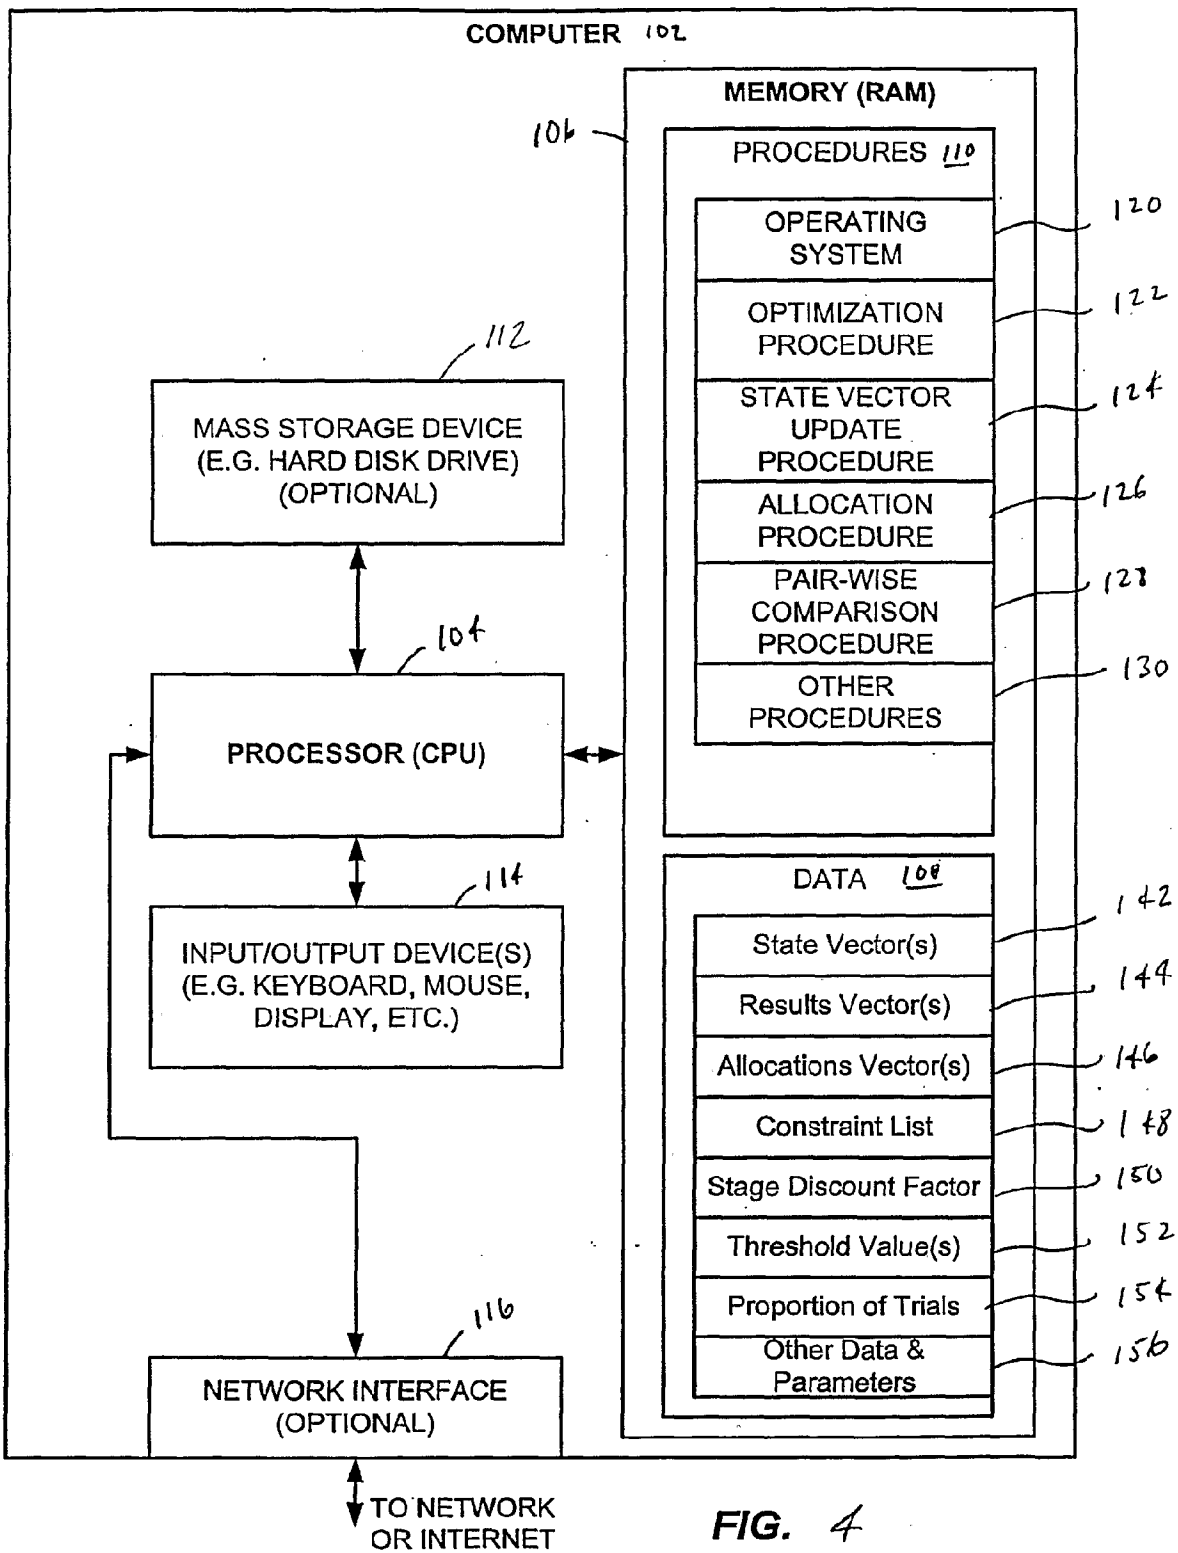 COMPUTER 102
MEMORY (RAM)
106
PROCEDURES 110
OPERATING
SYSTEM
120
OPTIMIZATION
PROCEDURE
122
STATE VECTOR
UPDATE
PROCEDURE
124
ALLOCATION
PROCEDURE
126
PAIR-WISE
COMPARISON
PROCEDURE
128
OTHER
PROCEDURES
130
112
MASS STORAGE DEVICE
(E.G. HARD DISK DRIVE)
(OPTIONAL)
104
PROCESSOR (CPU)
114
INPUT/OUTPUT DEVICE(S)
(E.G. KEYBOARD, MOUSE,
DISPLAY, ETC.)
DATA 108
State Vector(s)
142
Results Vector(s)
144
Allocations Vector(s)
146
Constraint List
148
Stage Discount Factor
150
Threshold Value(s)
152
Proportion of Trials
154
Other Data &
Parameters
156
116
NETWORK INTERFACE
(OPTIONAL)
TO NETWORK
OR INTERNET
FIG. 4